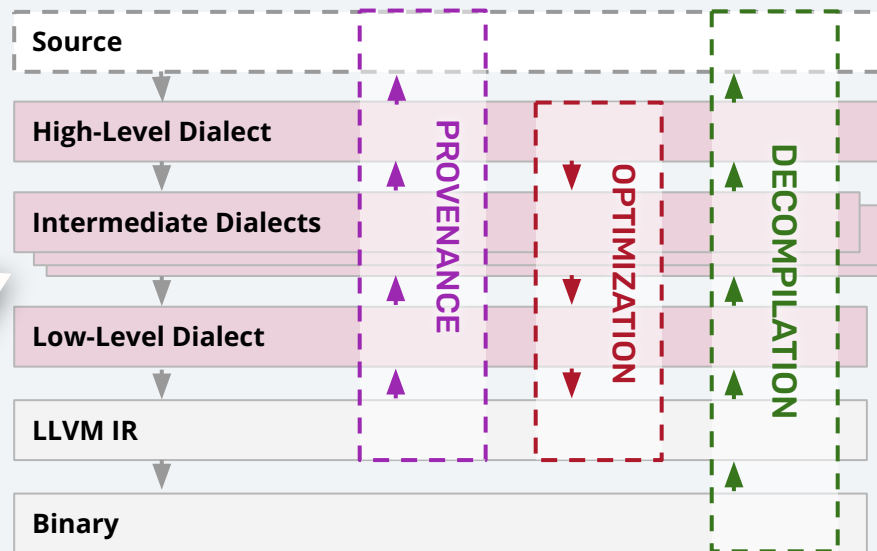 Source
High-Level Dialect
Intermediate Dialects
Low-Level Dialect
LLVM IR
Binary
PROVENANCE
OPTIMIZATION
DECOMPILATION